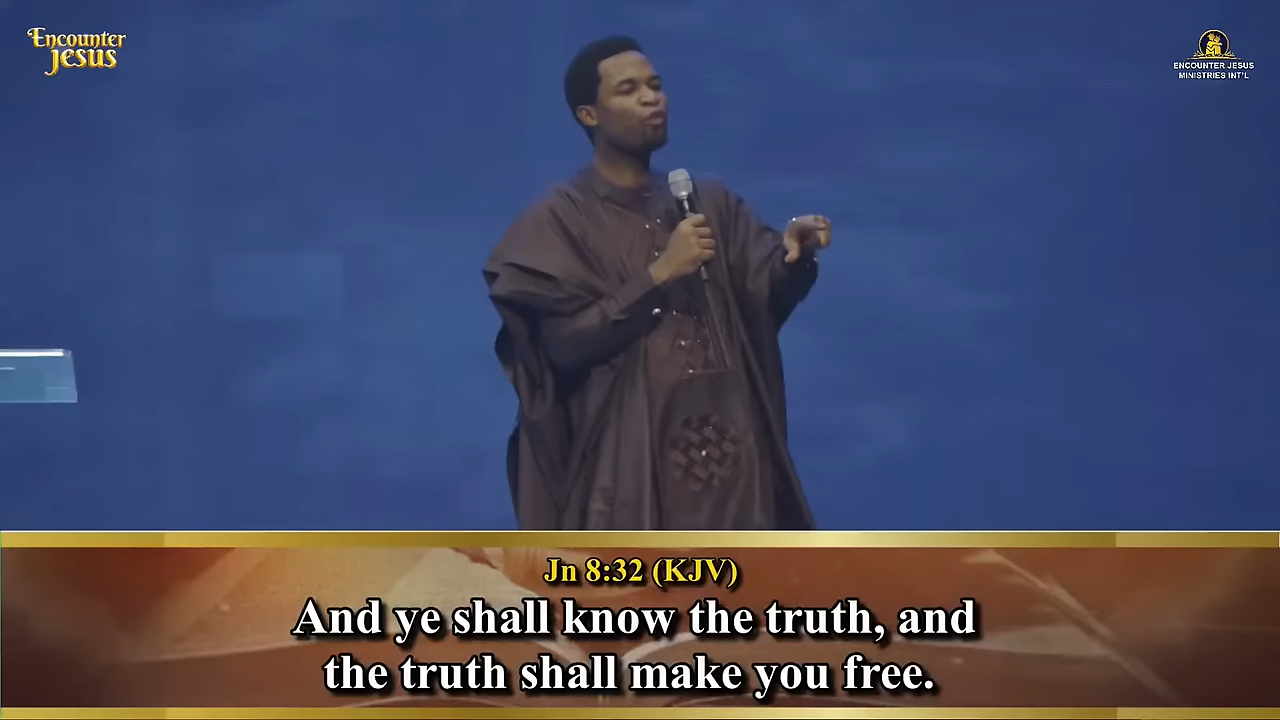 Encounter
Jesus
ENCOUNTER JESUS
MINISTRIES INT'L
Jn 8:32 (KJV)
And ye shall know the truth, and
the truth shall make you free.